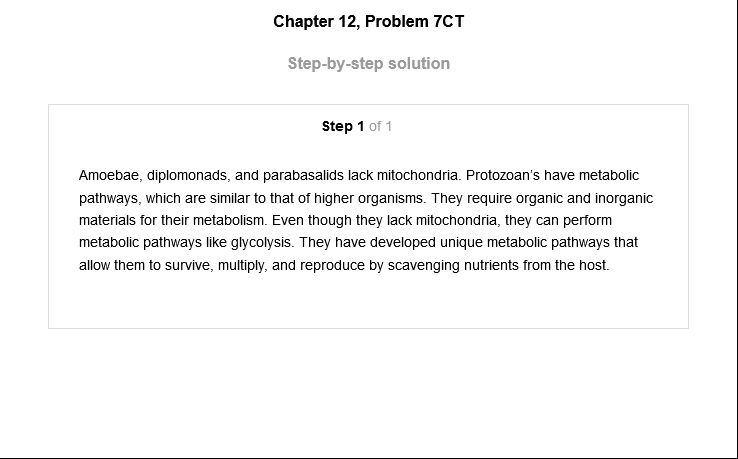 Chapter 12, Problem 7CT
Step-by-step solution
Step 1 of 1
Amoebae, diplomonads, and parabasalids lack mitochondria. Protozoan's have metabolic
pathways, which are similar to that of higher organisms. They require organic and inorganic
materials for their metabolism. Even though they lack mitochondria, they can perform
metabolic pathways like glycolysis. They have developed unique metabolic pathways that
allow them to survive, multiply, and reproduce by scavenging nutrients from the host.